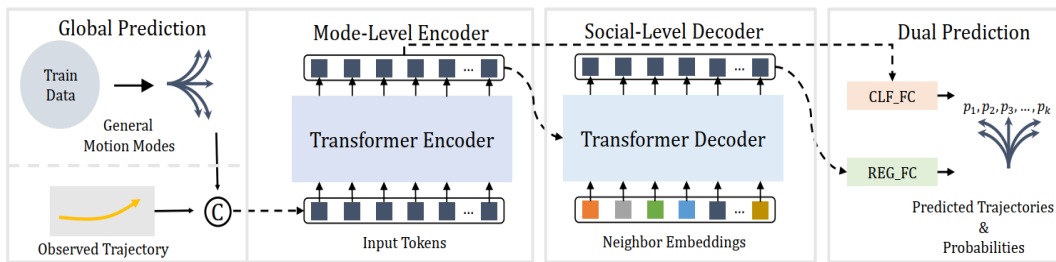 Global Prediction
Train
Data
General
Motion Modes
Observed Trajectory
C
Mode-Level Encoder
...
Transformer Encoder
...
Input Tokens
Social-Level Decoder
...
Transformer Decoder
...
Neighbor Embeddings
Dual Prediction
CLF_FC
p₁, p₂, p₃, ..., pₖ
REG_FC
Predicted Trajectories
&
Probabilities